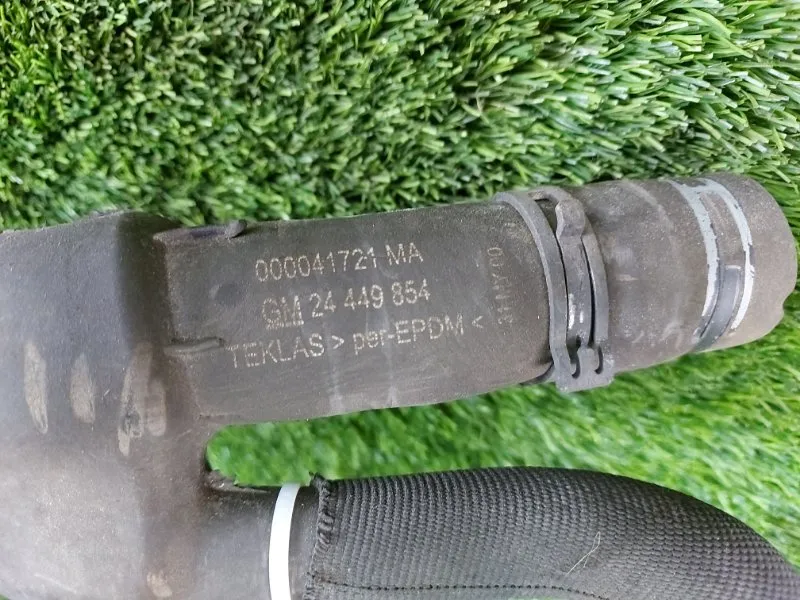 000041721 MA
GM 24 449 854
TEKLAS > per-EPDM <